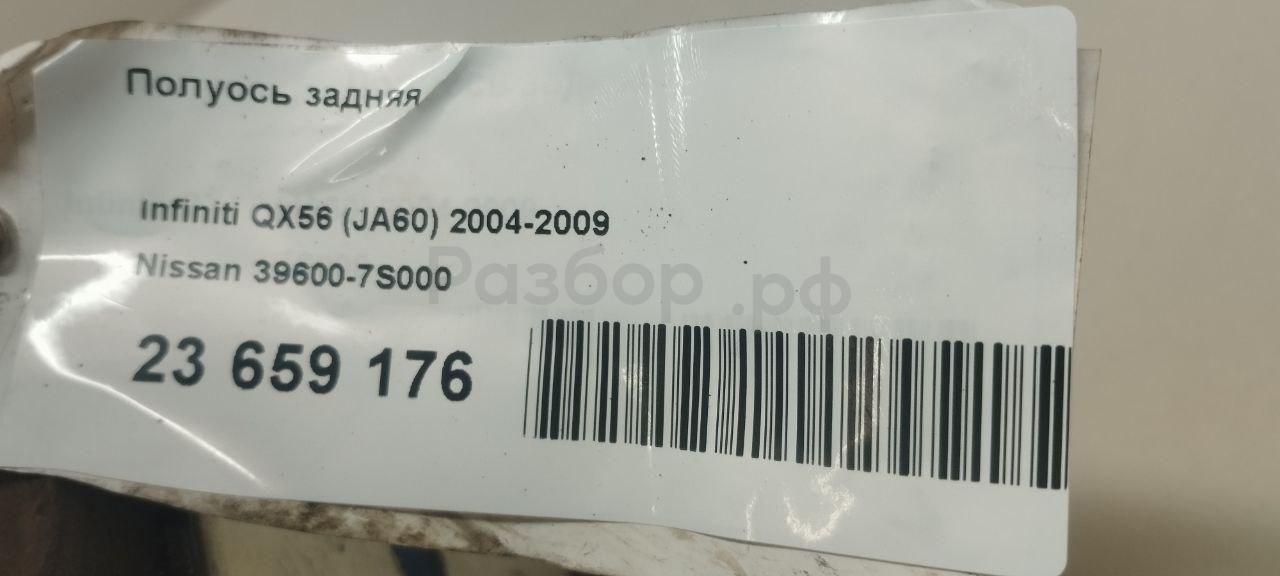 Полуось задняя
Infiniti QX56 (JA60) 2004-2009
Nissan 39600-7S000
Разбор.рф
23 659 176